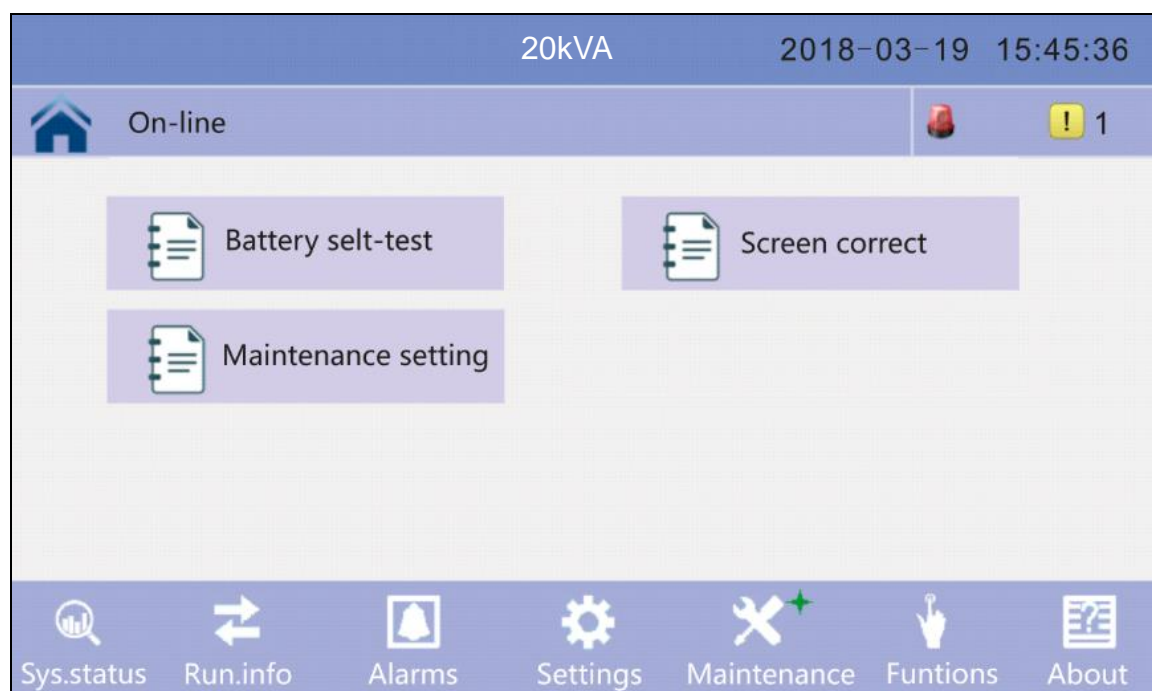 20kVA 2018-03-19 15:45:36
On-line ! 1
Battery selt-test Screen correct
Maintenance setting
Sys.status Run.info Alarms Settings Maintenance Funtions About